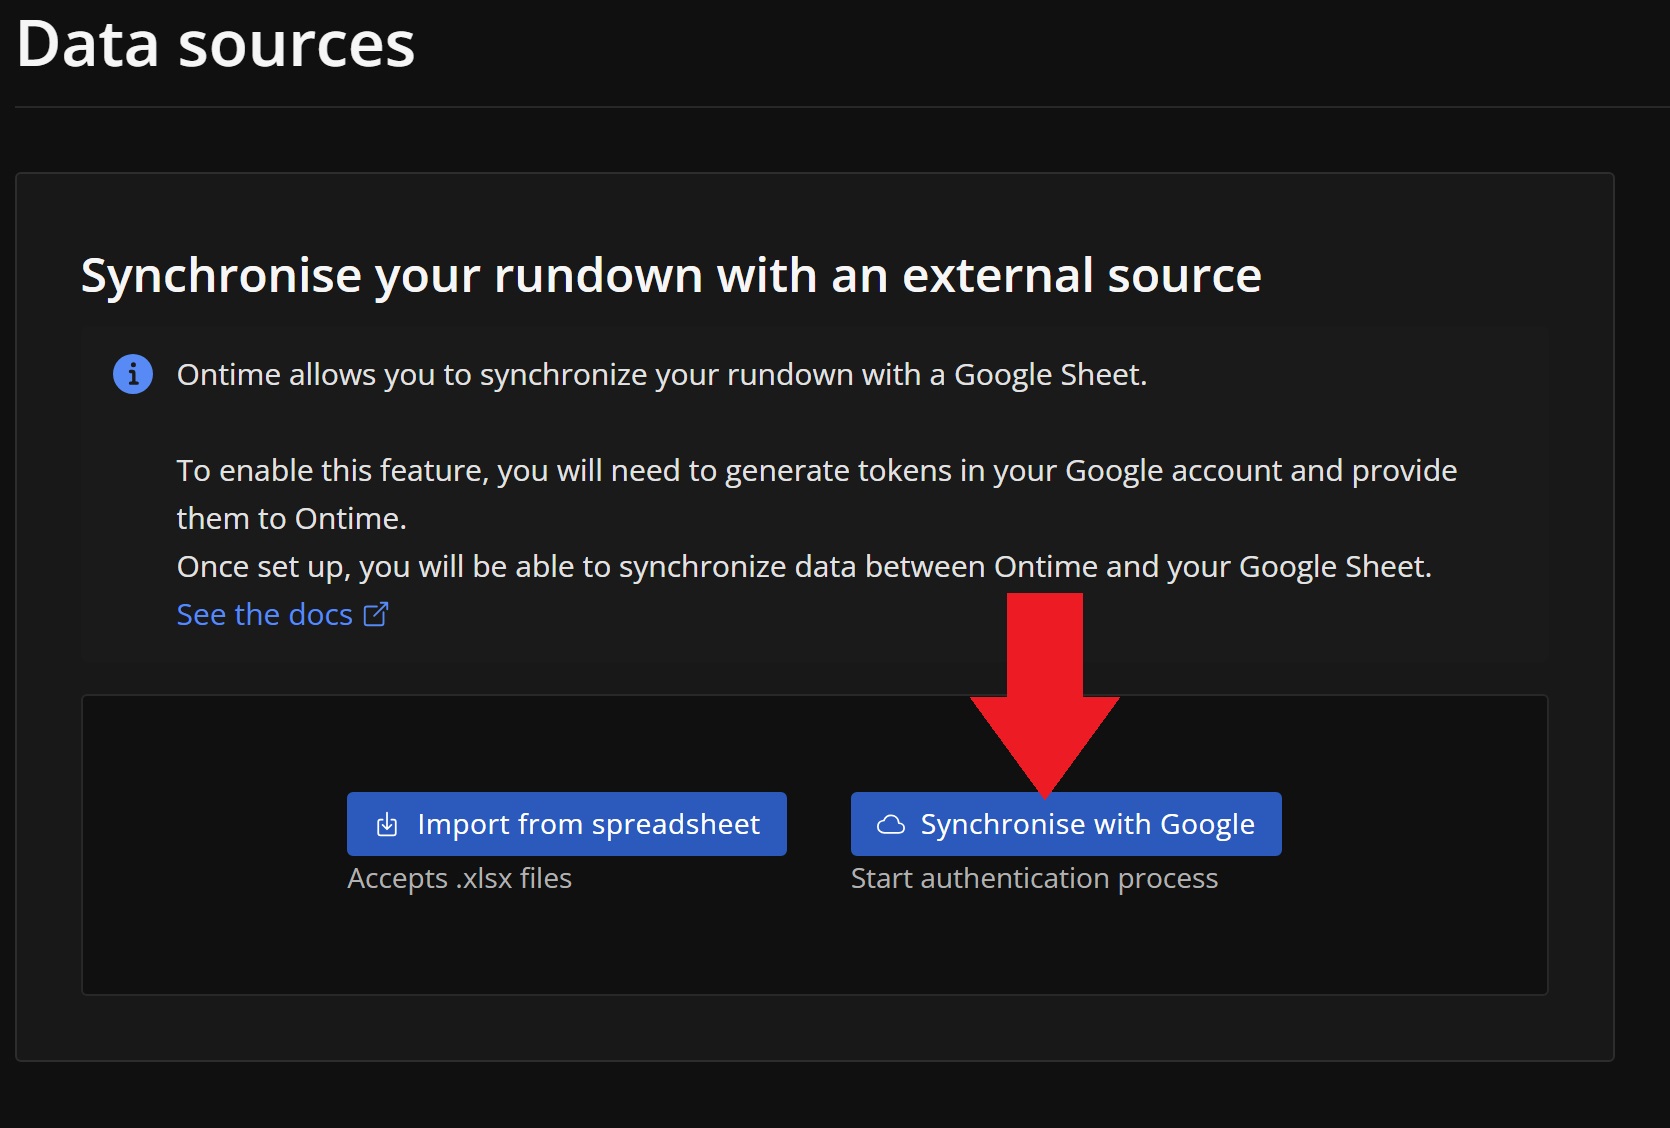 Data sources
Synchronise your rundown with an external source
Ontime allows you to synchronize your rundown with a Google Sheet.
To enable this feature, you will need to generate tokens in your Google account and provide
them to Ontime.
Once set up, you will be able to synchronize data between Ontime and your Google Sheet.
See the docs
Import from spreadsheet
Synchronise with Google
Accepts .xlsx files
Start authentication process